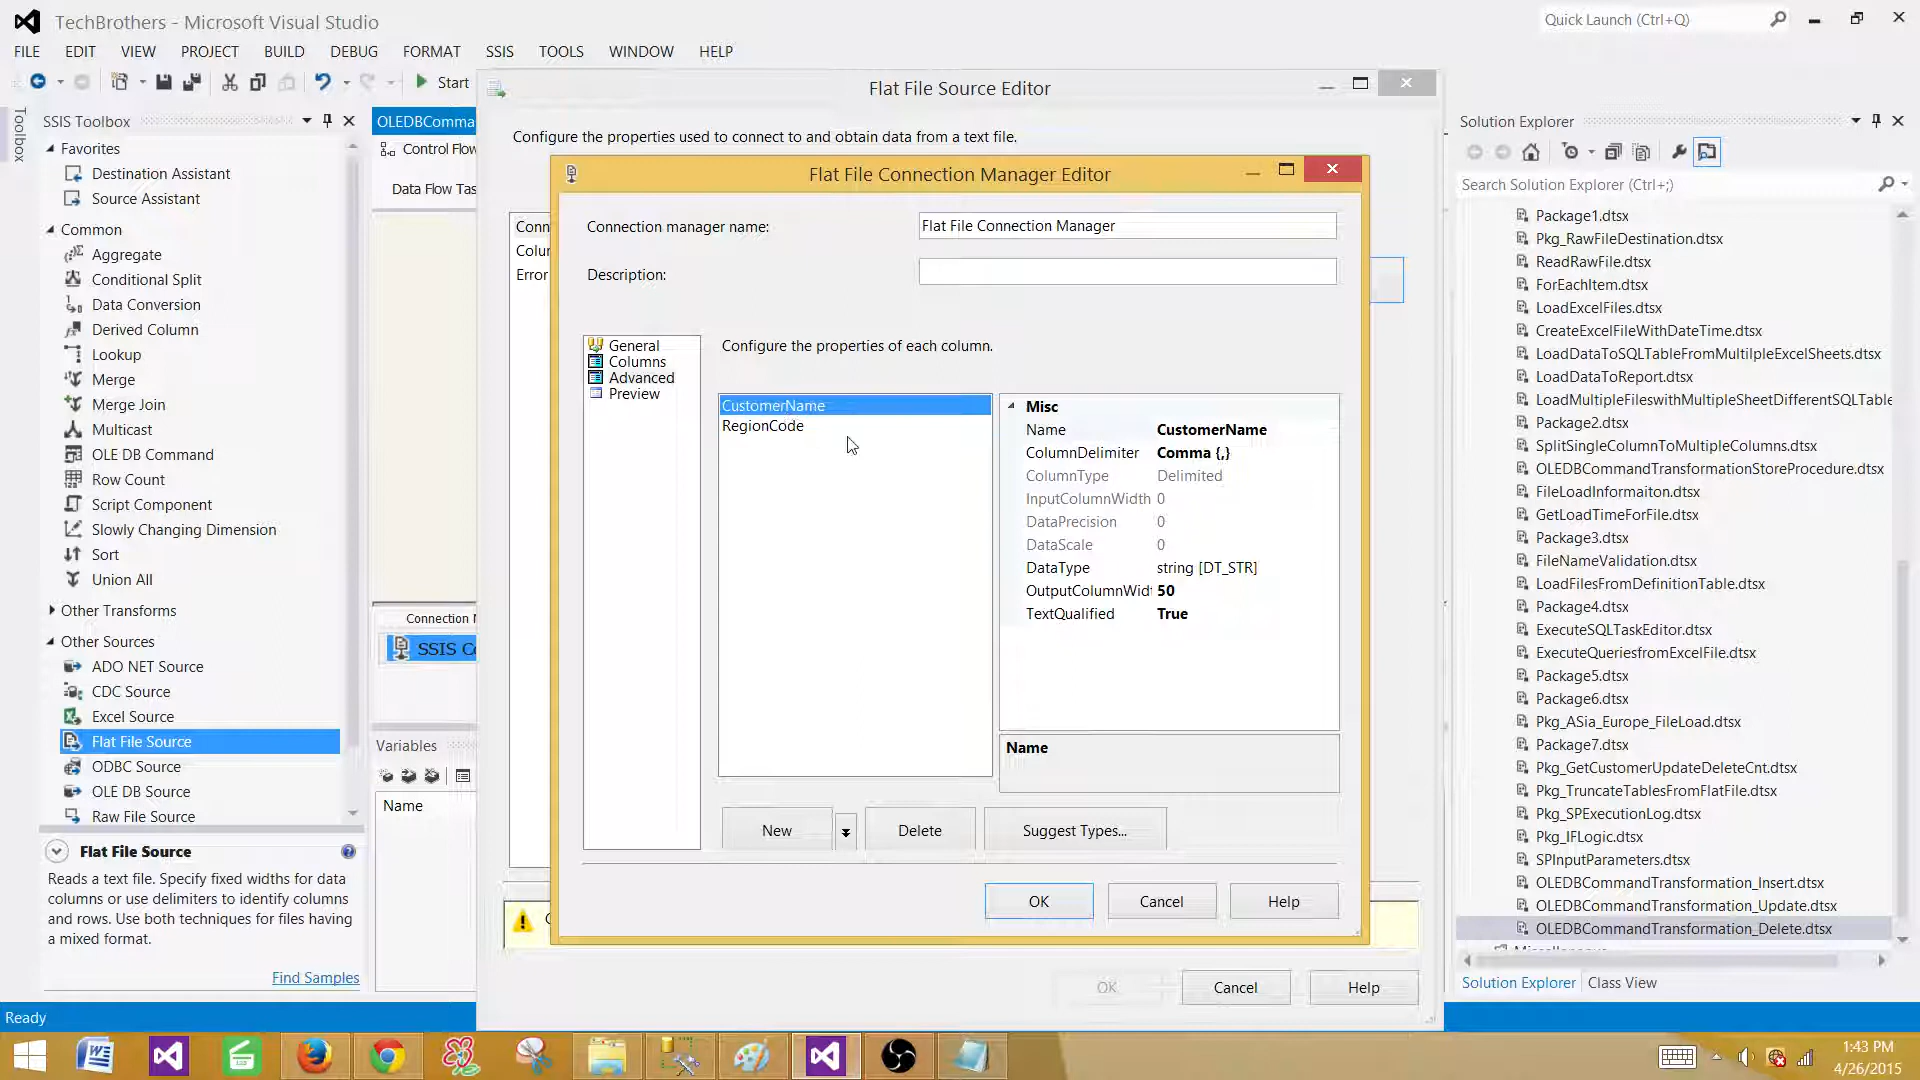 TechBrothers - Microsoft Visual Studio
Quick Launch (Ctrl+Q)
FILE EDIT VIEW PROJECT BUILD DEBUG FORMAT SSIS TOOLS WINDOW HELP
Start
Toolbox
SSIS Toolbox
Favorites
Destination Assistant
Source Assistant
Common
Aggregate
Conditional Split
Data Conversion
Derived Column
Lookup
Merge
Merge Join
Multicast
OLE DB Command
Row Count
Script Component
Slowly Changing Dimension
Sort
Union All
Other Transforms
Other Sources
ADO NET Source
CDC Source
Excel Source
Flat File Source
ODBC Source
OLE DB Source
Raw File Source
Flat File Source
Reads a text file. Specify fixed widths for data
columns or use delimiters to identify columns
and rows. Use both techniques for files having
a mixed format.
Find Samples
Ready
OLEDBComma
Control Flow
Data Flow Tas
Connection
SSIS
Variables
Name
Flat File Source Editor
Configure the properties used to connect to and obtain data from a text file.
Conn
Colur
Error
OK Cancel Help
Flat File Connection Manager Editor
Connection manager name: Flat File Connection Manager
Description:
General
Columns
Advanced
Preview
Configure the properties of each column.
CustomerName
RegionCode
Misc
Name CustomerName
ColumnDelimiter Comma {,}
ColumnType Delimited
InputColumnWidth 0
DataPrecision 0
DataScale 0
DataType string [DT_STR]
OutputColumnWidt 50
TextQualified True
Name
New Delete Suggest Types...
OK Cancel Help
Solution Explorer
Search Solution Explorer (Ctrl+;)
Package1.dtsx
Pkg_RawFileDestination.dtsx
ReadRawFile.dtsx
ForEachItem.dtsx
LoadExcelFiles.dtsx
CreateExcelFileWithDateTime.dtsx
LoadDataToSQLTableFromMultilpleExcelSheets.dtsx
LoadDataToReport.dtsx
LoadMultipleFileswithMultipleSheetDifferentSQLTable
Package2.dtsx
SplitSingleColumnToMultipleColumns.dtsx
OLEDBCommandTransformationStoreProcedure.dtsx
FileLoadInformaiton.dtsx
GetLoadTimeForFile.dtsx
Package3.dtsx
FileNameValidation.dtsx
LoadFilesFromDefinitionTable.dtsx
Package4.dtsx
ExecuteSQLTaskEditor.dtsx
ExecuteQueriesfromExcelFile.dtsx
Package5.dtsx
Package6.dtsx
Pkg_ASia_Europe_FileLoad.dtsx
Package7.dtsx
Pkg_GetCustomerUpdateDeleteCnt.dtsx
Pkg_TruncateTablesFromFlatFile.dtsx
Pkg_SPExecutionLog.dtsx
Pkg_IFLogic.dtsx
SPInputParameters.dtsx
OLEDBCommandTransformation_Insert.dtsx
OLEDBCommandTransformation_Update.dtsx
OLEDBCommandTransformation_Delete.dtsx
Solution Explorer Class View
1:43 PM
4/26/2015